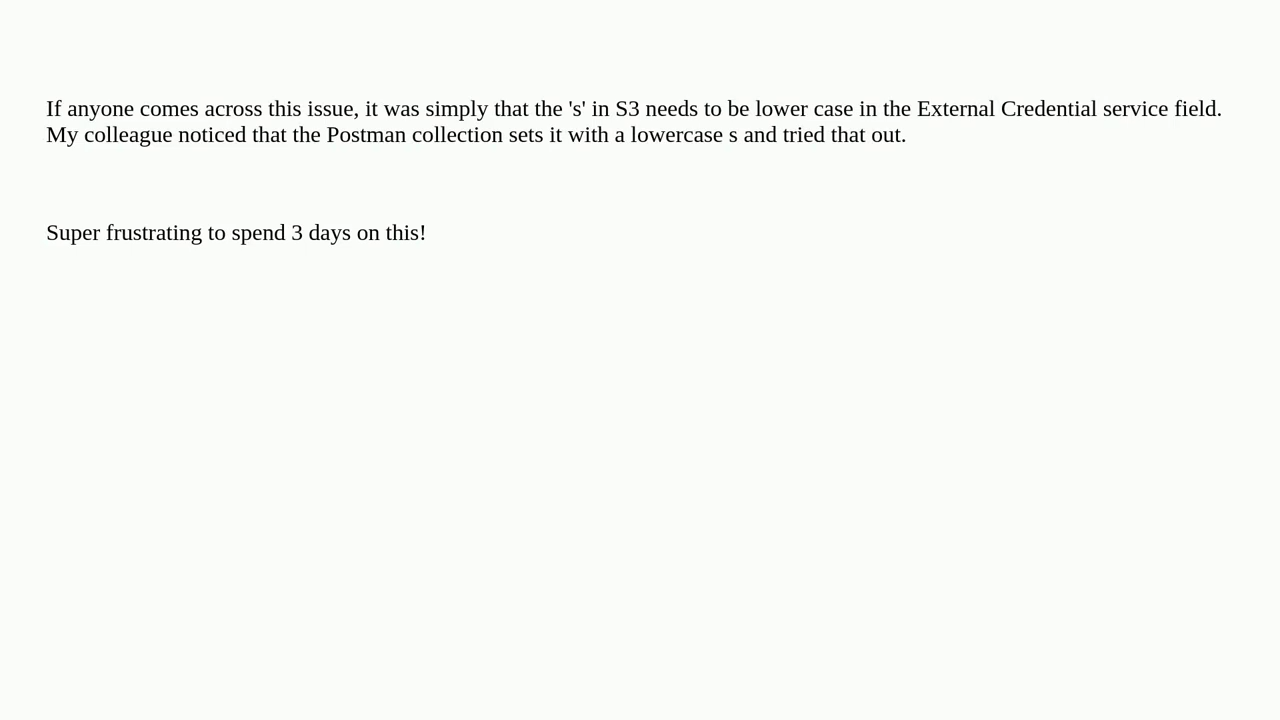 If anyone comes across this issue, it was simply that the 's' in S3 needs to be lower case in the External Credential service field.
My colleague noticed that the Postman collection sets it with a lowercase s and tried that out.
Super frustrating to spend 3 days on this!